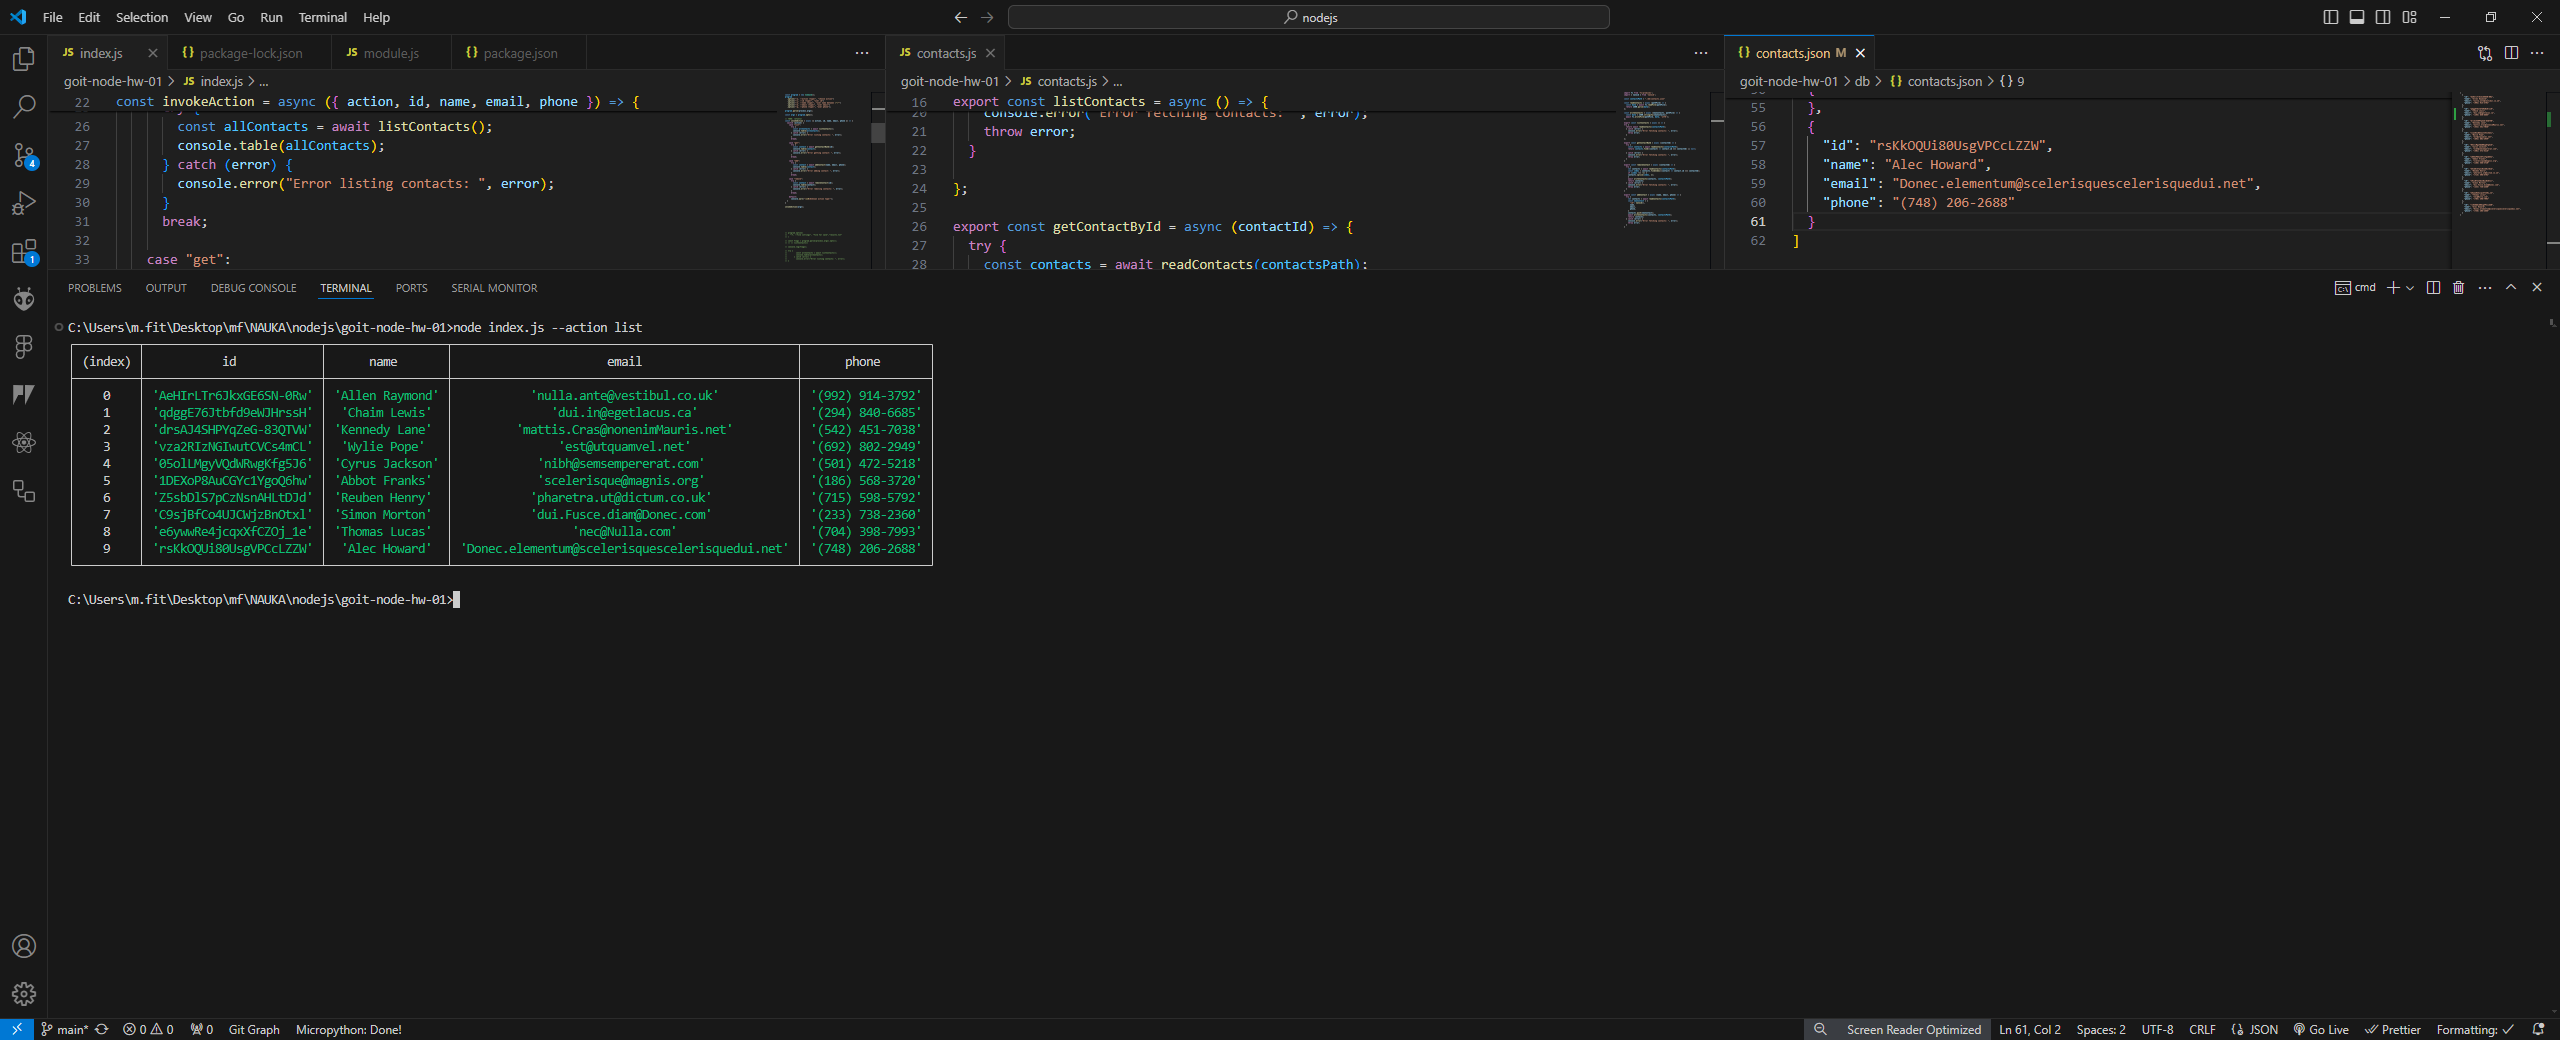 File Edit Selection View Go Run Terminal Help
nodejs
JS index.js
{} package-lock.json
JS module.js
{} package.json
goit-node-hw-01 > JS index.js > ...
22 const invokeAction = async ({ action, id, name, email, phone }) => {
26 const allContacts = await listContacts();
27 console.table(allContacts);
28 } catch (error) {
29 console.error("Error listing contacts: ", error);
30 }
31 break;
32
33 case "get":
JS contacts.js
goit-node-hw-01 > JS contacts.js > ...
16 export const listContacts = async () => {
20 console.error("Error fetching contacts: ", error);
21 throw error;
22 }
23
24 };
25
26 export const getContactById = async (contactId) => {
27 try {
28 const contacts = await readContacts(contactsPath);
{} contacts.json M
goit-node-hw-01 > db > {} contacts.json > {} 9
55 },
56 {
57 "id": "rsKkOQUi80UsgVPCcLZZW",
58 "name": "Alec Howard",
59 "email": "Donec.elementum@scelerisquescelerisquedui.net",
60 "phone": "(748) 206-2688"
61 }
62 ]
PROBLEMS OUTPUT DEBUG CONSOLE TERMINAL PORTS SERIAL MONITOR
cmd
C:\Users\m.fit\Desktop\mf\NAUKA\nodejs\goit-node-hw-01>node index.js --action list
(index) id name email phone
0 'AeHIrLTr6JkxGE6SN-0Rw' 'Allen Raymond' 'nulla.ante@vestibul.co.uk' '(992) 914-3792'
1 'qdggE76Jtbfd9eWJHrssH' 'Chaim Lewis' 'dui.in@egetlacus.ca' '(294) 840-6685'
2 'drsAJ4SHPYqZeG-83QTVW' 'Kennedy Lane' 'mattis.Cras@nonenimMauris.net' '(542) 451-7038'
3 'vza2RIzNGIwutCVCs4mCL' 'Wylie Pope' 'est@utquamvel.net' '(692) 802-2949'
4 '05olLMgyVQdWRwgKfg5J6' 'Cyrus Jackson' 'nibh@semsempererat.com' '(501) 472-5218'
5 '1DEXoP8AuCGYc1YgoQ6hw' 'Abbot Franks' 'scelerisque@magnis.org' '(186) 568-3720'
6 'Z5sbDlS7pCzNsnAHLtDJd' 'Reuben Henry' 'pharetra.ut@dictum.co.uk' '(715) 598-5792'
7 'C9sjBfCo4UJCWjzBnOtxl' 'Simon Morton' 'dui.Fusce.diam@Donec.com' '(233) 738-2360'
8 'e6ywwRe4jcqxXfCZOj_1e' 'Thomas Lucas' 'nec@Nulla.com' '(704) 398-7993'
9 'rsKkOQUi80UsgVPCcLZZW' 'Alec Howard' 'Donec.elementum@scelerisquescelerisquedui.net' '(748) 206-2688'
C:\Users\m.fit\Desktop\mf\NAUKA\nodejs\goit-node-hw-01>
4
1
main* 0 0 0 Git Graph Micropython: Done!
Screen Reader Optimized Ln 61, Col 2 Spaces: 2 UTF-8 CRLF {} JSON Go Live Prettier Formatting: